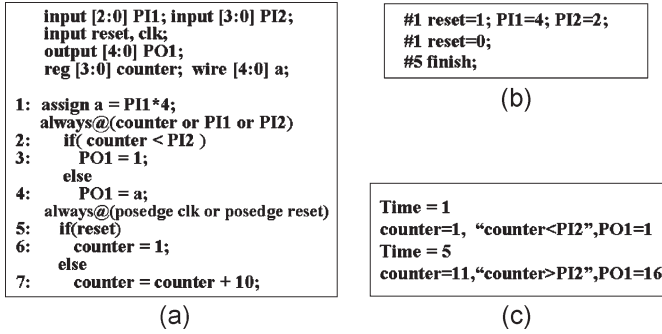 input [2:0] PI1; input [3:0] PI2;
input reset, clk;
output [4:0] PO1;
reg [3:0] counter; wire [4:0] a;
1: assign a = PI1*4;
always@(counter or PI1 or PI2)
2: if( counter < PI2 )
3: PO1 = 1;
else
4: PO1 = a;
always@(posedge clk or posedge reset)
5: if(reset)
6: counter = 1;
else
7: counter = counter + 10;
(a)
#1 reset=1; PI1=4; PI2=2;
#1 reset=0;
#5 finish;
(b)
Time = 1
counter=1, “counter<PI2”,PO1=1
Time = 5
counter=11,“counter>PI2”,PO1=16
(c)